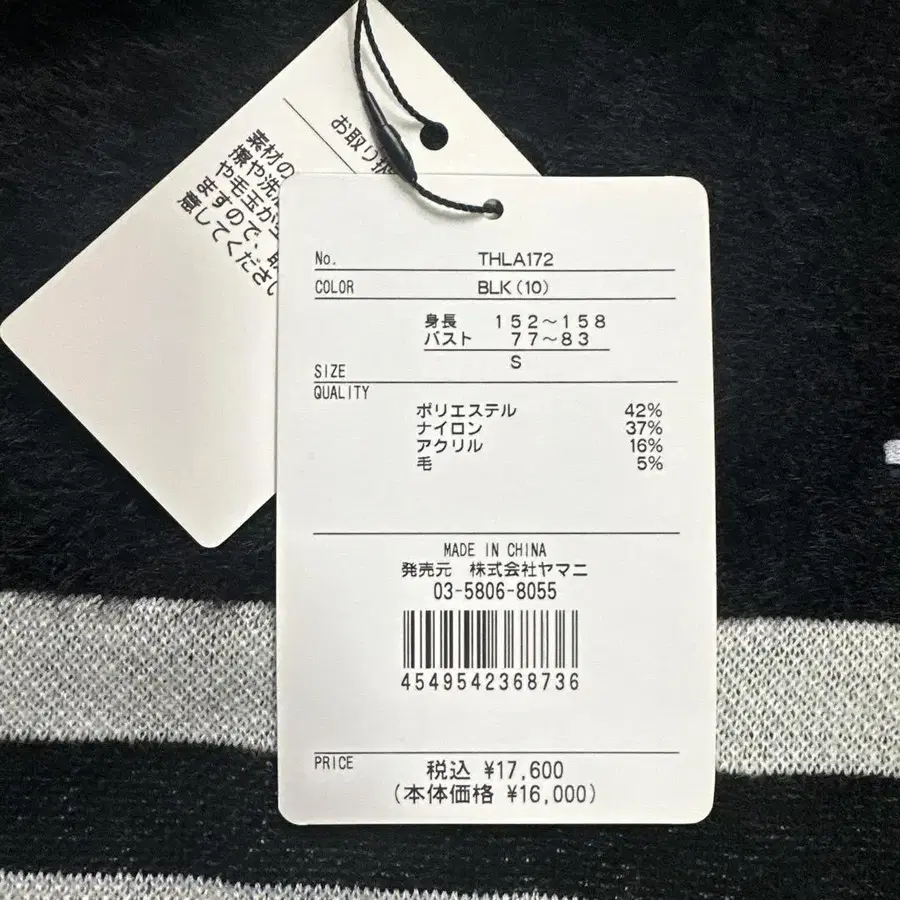 お取り扱
素材の
擦や洗
や毛玉が生
ますので、取
慮してください
No. THLA172
COLOR BLK(10)
身長 152〜158
バスト 77〜83
S
SIZE
QUALITY
ポリエステル 42%
ナイロン 37%
アクリル 16%
毛 5%
MADE IN CHINA
発売元 株式会社ヤマニ
03-5806-8055
4549542368736
PRICE 税込 ¥17,600
(本体価格 ¥16,000)